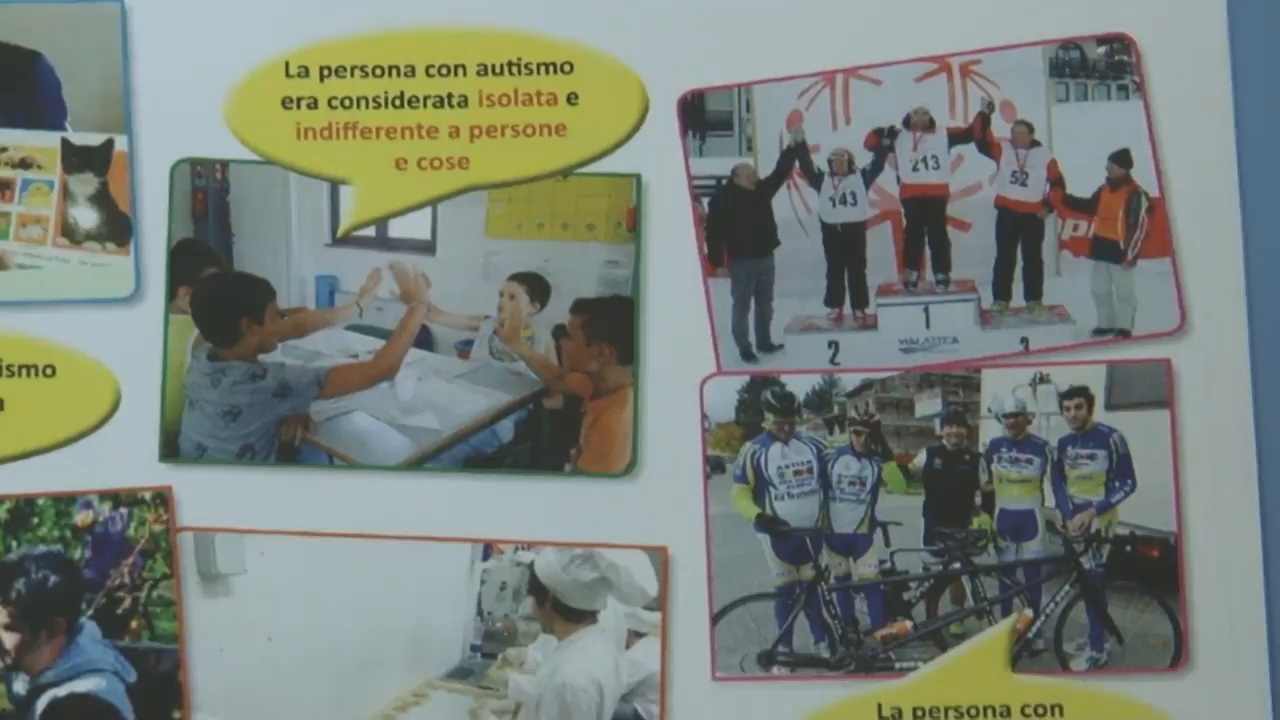 La persona con autismo
era considerata isolata e
indifferente a persone
e cose
143
213
52
2
1
ismo
La persona con